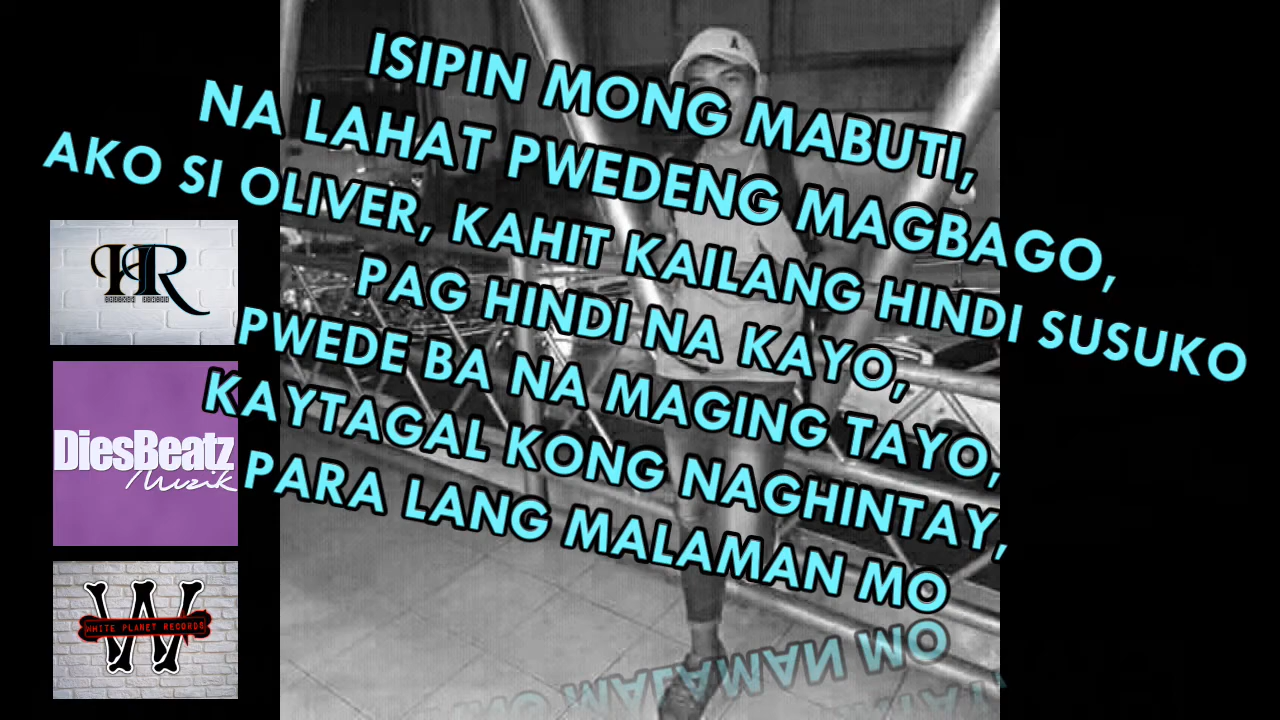 ISIPIN MONG MABUTI,
NA LAHAT PWEDENG MAGBAGO,
AKO SI OLIVER, KAHIT KAILANG HINDI SUSUKO
PAG HINDI NA KAYO,
PWEDE BA NA MAGING TAYO,
KAYTAGAL KONG NAGHINTAY,
PARA LANG MALAMAN MO
A
HR
DiesBeatz
Muzik
W
WHITE PLANET RECORDS